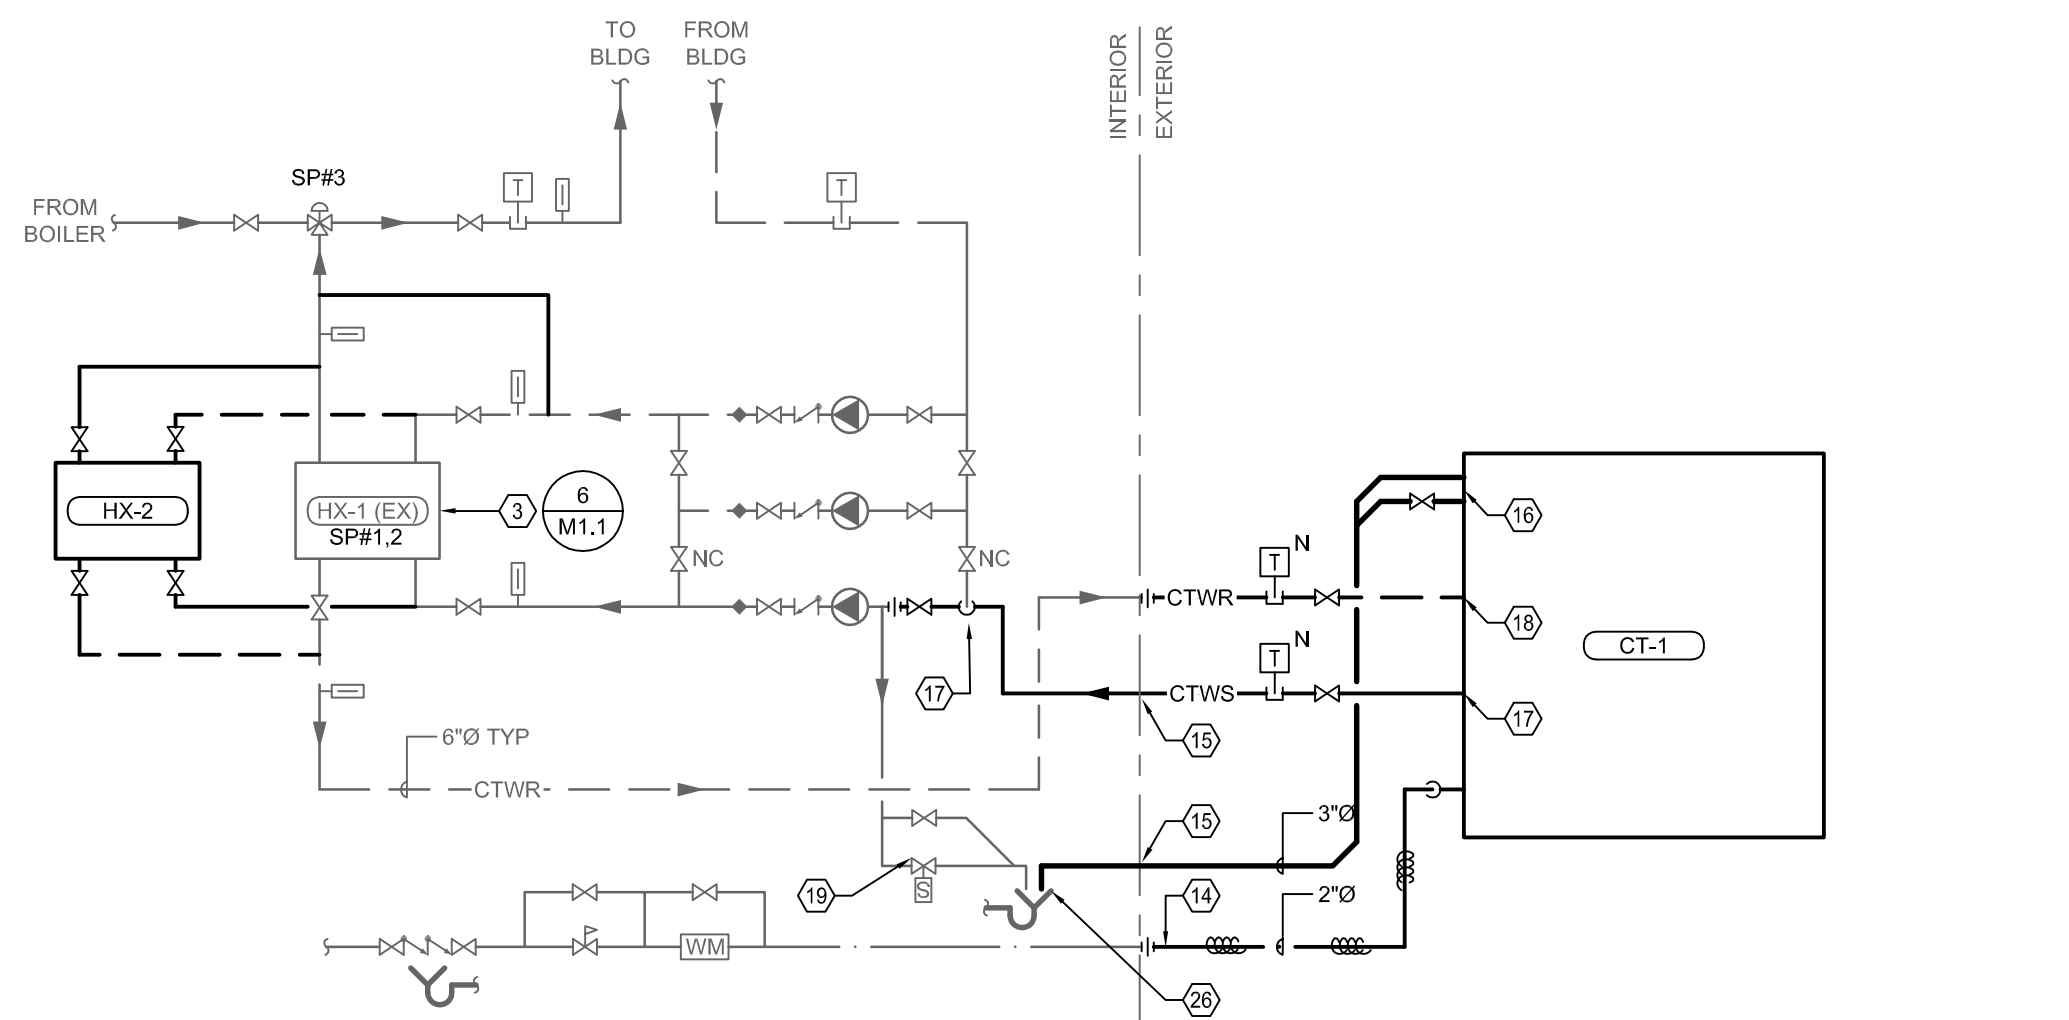 TO
BLDG
FROM
BLDG
INTERIOR
EXTERIOR
SP#3
T
T
FROM
BOILER
HX-2
HX-1 (EX)
SP#1,2
3
6
M1.1
NC
NC
16
N
T
CTWR
18
CT-1
N
T
CTWS
17
17
15
6"Ø TYP
CTWR
3"Ø
15
19
S
14
2"Ø
WM
26